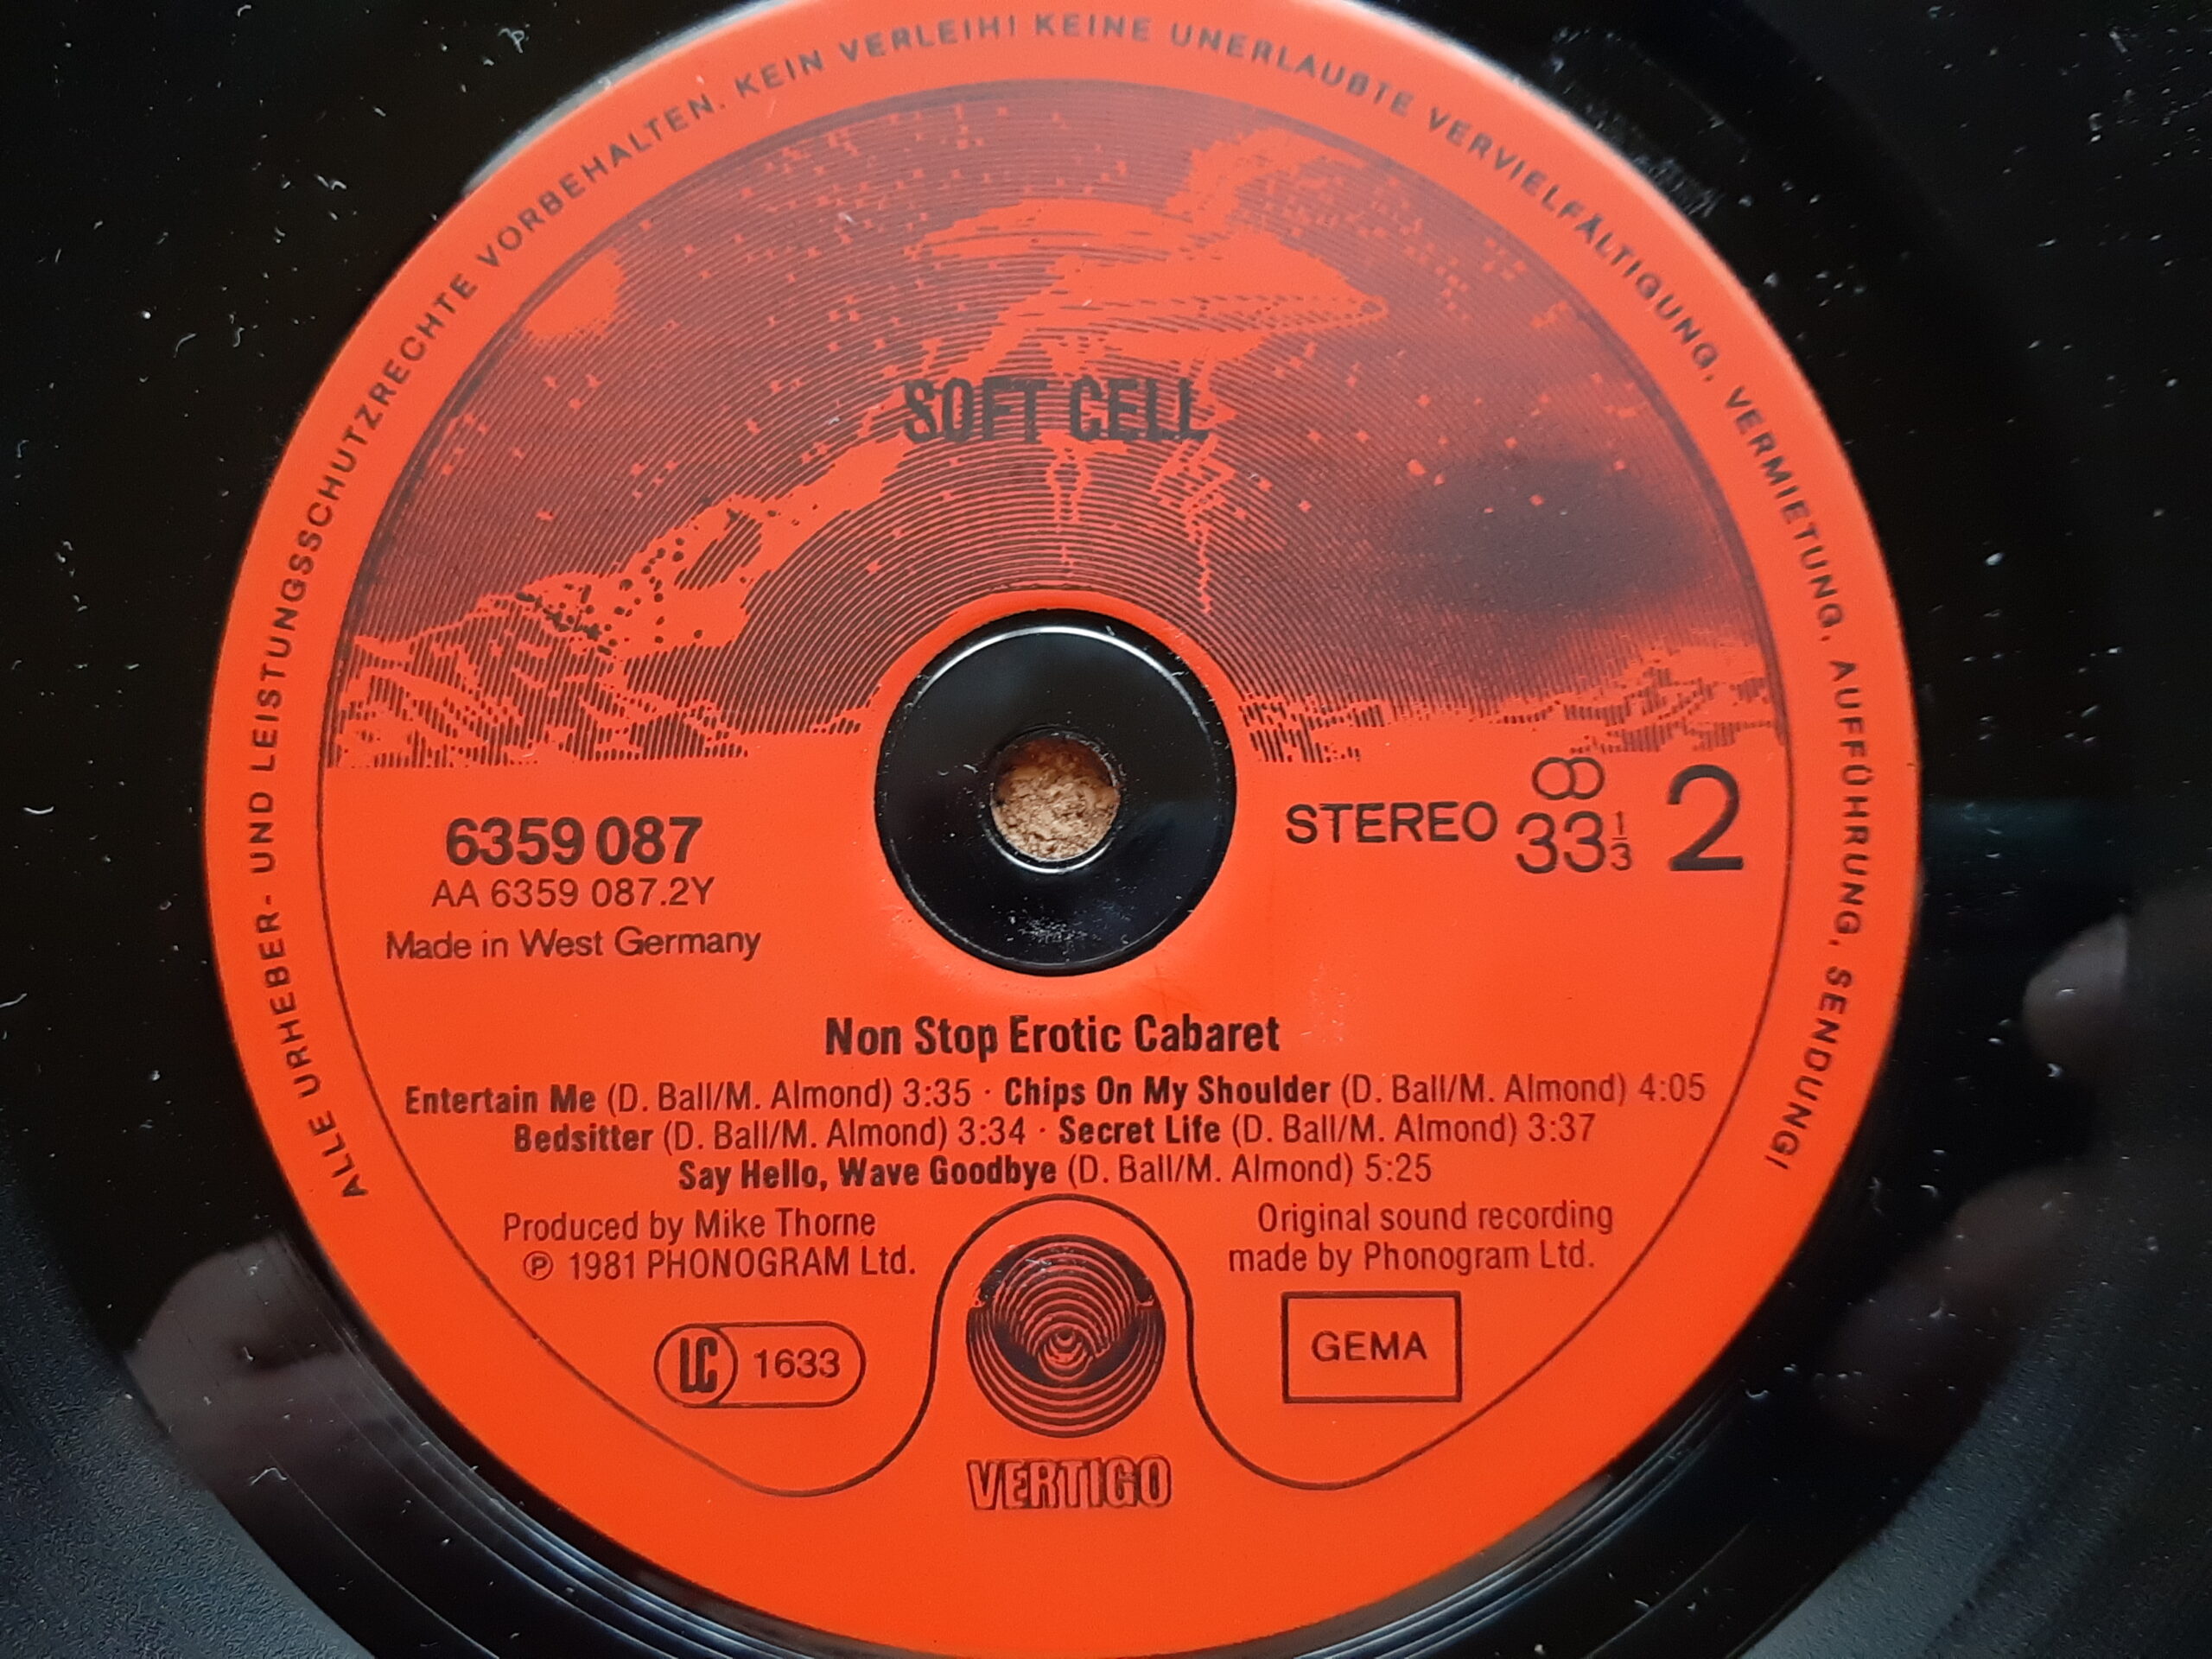 ALLE URHEBER- UND LEISTUNGSSCHUTZRECHTE VORBEHALTEN. KEIN VERLEIH! KEINE UNERLAUBTE VERVIELFÄLTIGUNG, VERMIETUNG, AUFFÜHRUNG, SENDUNG!
SOFT CELL
6359 087
AA 6359 087.2Y
Made in West Germany
STEREO 33 1/3 2
Non Stop Erotic Cabaret
Entertain Me (D. Ball/M. Almond) 3:35 · Chips On My Shoulder (D. Ball/M. Almond) 4:05
Bedsitter (D. Ball/M. Almond) 3:34 · Secret Life (D. Ball/M. Almond) 3:37
Say Hello, Wave Goodbye (D. Ball/M. Almond) 5:25
Produced by Mike Thorne
℗ 1981 PHONOGRAM Ltd.
Original sound recording
made by Phonogram Ltd.
LC 1633
GEMA
VERTIGO